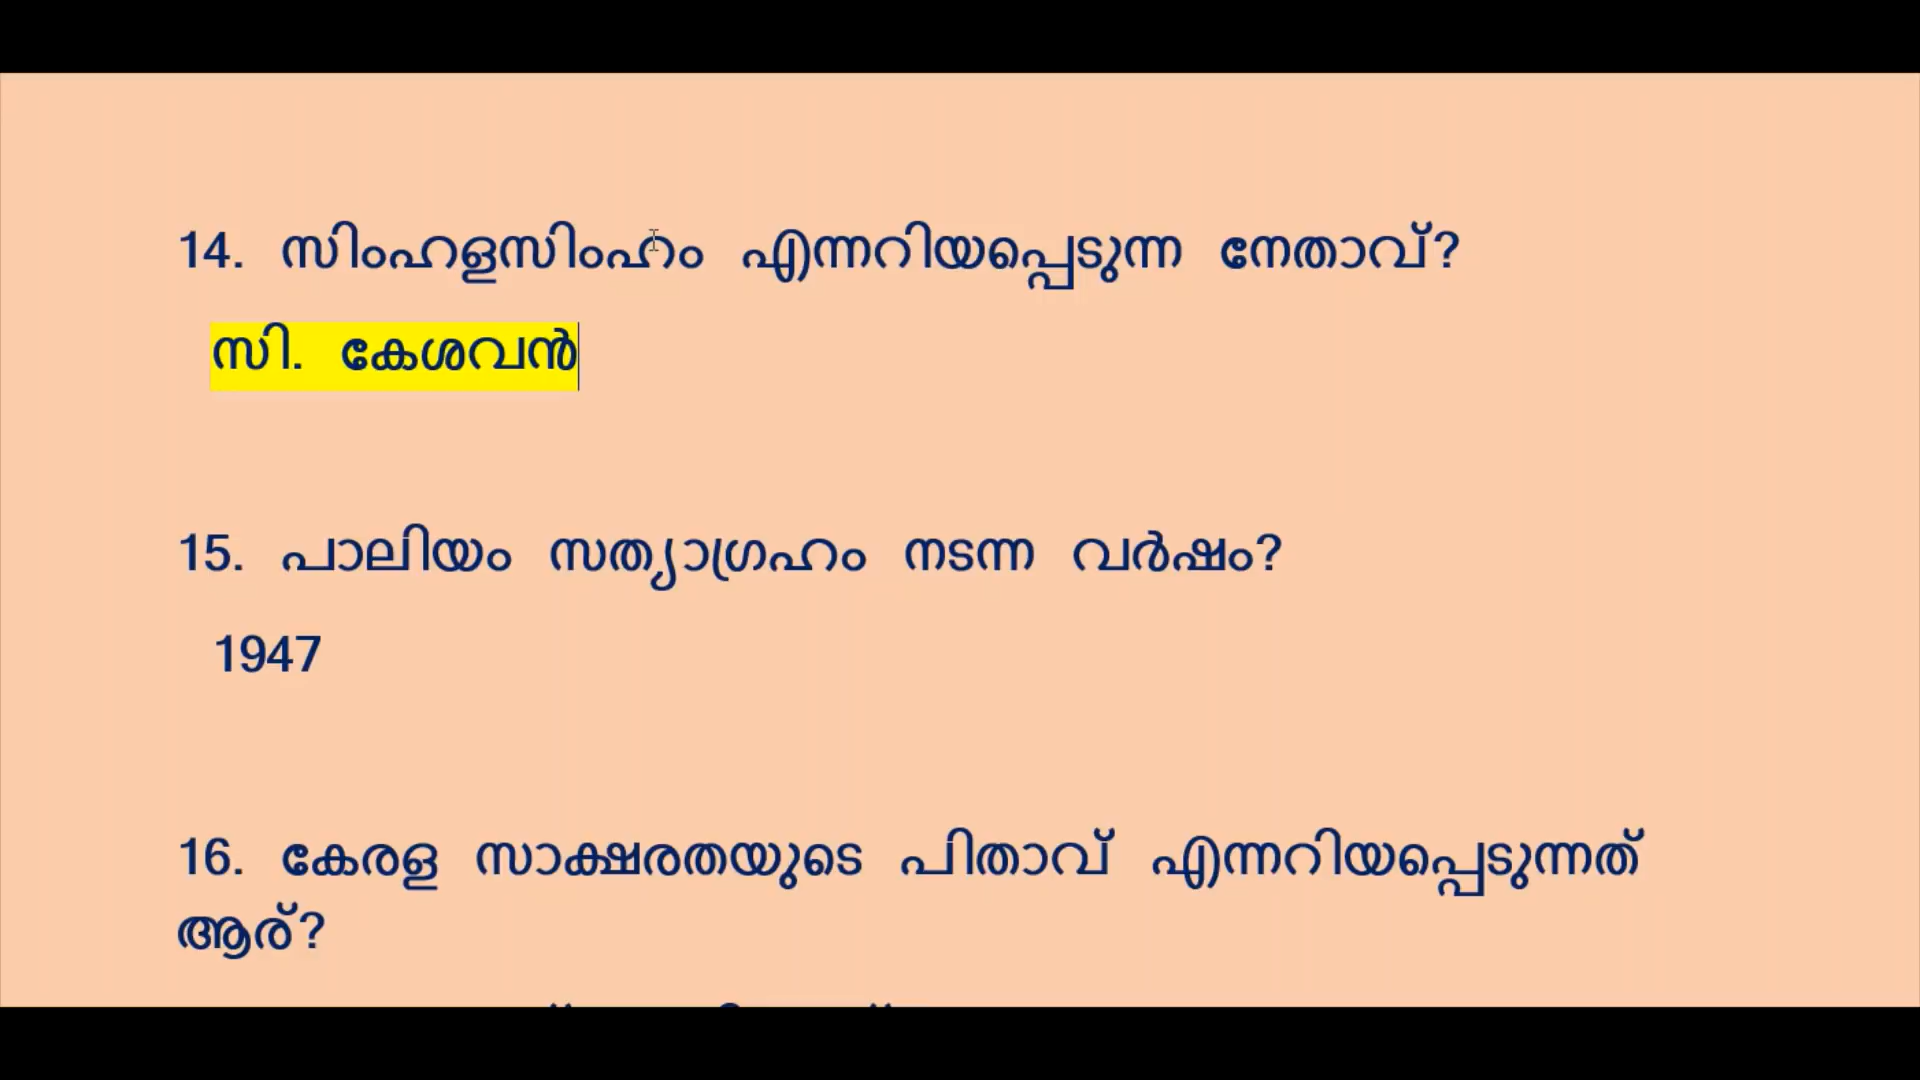 14. സിംഹളസിംഹം എന്നറിയപ്പെടുന്ന നേതാവ്?
സി. കേശവൻ
15. പാലിയം സത്യാഗ്രഹം നടന്ന വർഷം?
1947
16. കേരള സാക്ഷരതയുടെ പിതാവ് എന്നറിയപ്പെടുന്നത്
ആര്?